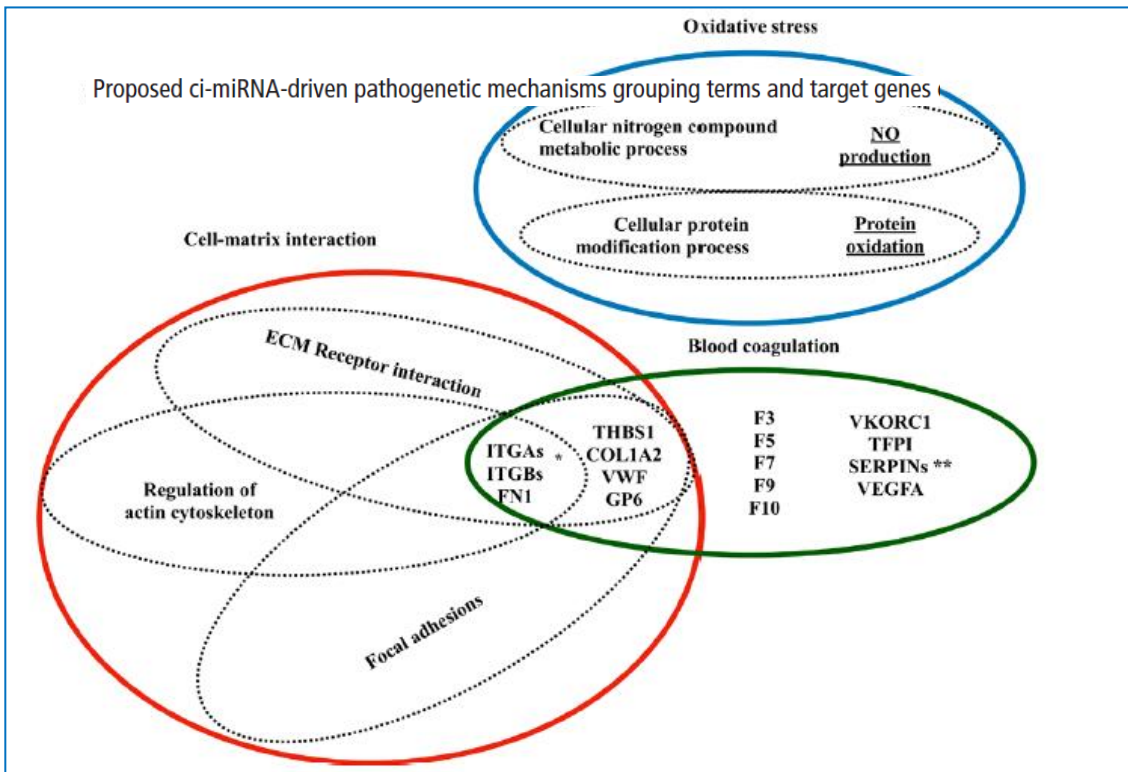 Oxidative stress
Proposed ci-miRNA-driven pathogenetic mechanisms grouping terms and target genes
Cellular nitrogen compound
metabolic process
NO
production
Cellular protein
modification process
Protein
oxidation
Cell-matrix interaction
ECM Receptor interaction
Regulation of
actin cytoskeleton
Focal adhesions
Blood coagulation
ITGAs *
ITGBs
FN1
THBS1
COL1A2
VWF
GP6
F3
F5
F7
F9
F10
VKORC1
TFPI
SERPINs **
VEGFA